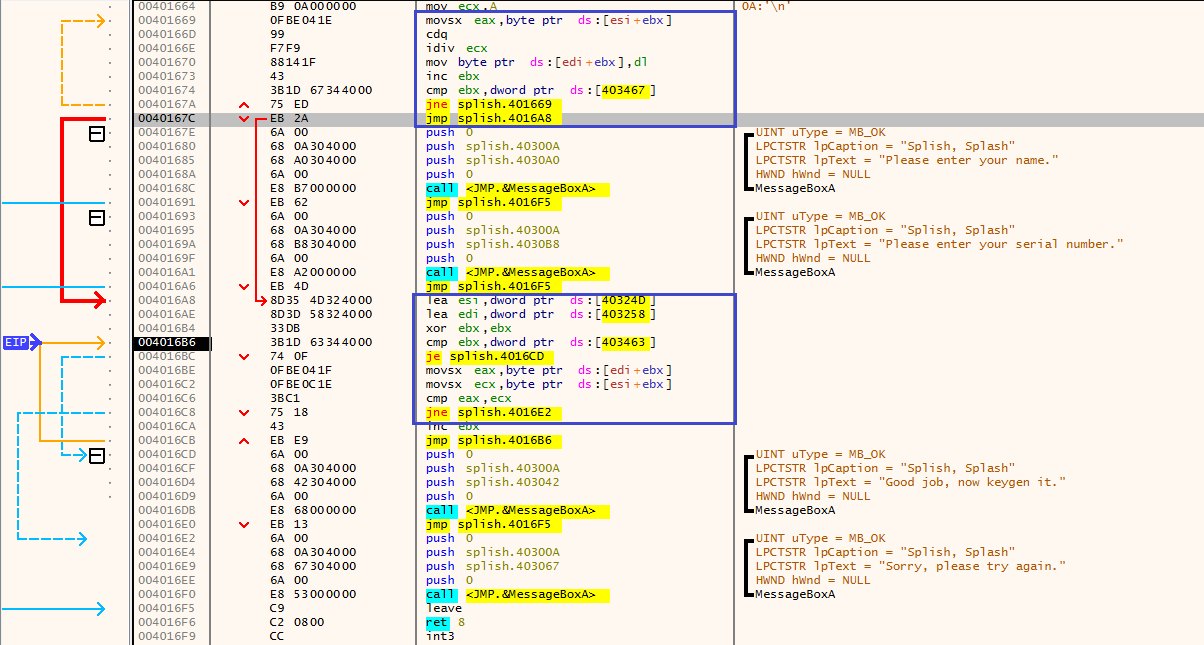 00401664 B9 0A000000 mov ecx,A 0A:'\n'
00401669 0FBE041E movsx eax,byte ptr ds:[esi+ebx]
0040166D 99 cdq
0040166E F7F9 idiv ecx
00401670 88141F mov byte ptr ds:[edi+ebx],dl
00401673 43 inc ebx
00401674 3B1D 67344000 cmp ebx,dword ptr ds:[403467]
0040167A 75 ED jne splish.401669
0040167C EB 2A jmp splish.4016A8
0040167E 6A 00 push 0 UINT uType = MB_OK
00401680 68 0A304000 push splish.40300A LPCTSTR lpCaption = "Splish, Splash"
00401685 68 A0304000 push splish.4030A0 LPCTSTR lpText = "Please enter your name."
0040168A 6A 00 push 0 HWND hWnd = NULL
0040168C E8 B7000000 call <JMP.&MessageBoxA> MessageBoxA
00401691 EB 62 jmp splish.4016F5
00401693 6A 00 push 0 UINT uType = MB_OK
00401695 68 0A304000 push splish.40300A LPCTSTR lpCaption = "Splish, Splash"
0040169A 68 B8304000 push splish.4030B8 LPCTSTR lpText = "Please enter your serial number."
0040169F 6A 00 push 0 HWND hWnd = NULL
004016A1 E8 A2000000 call <JMP.&MessageBoxA> MessageBoxA
004016A6 EB 4D jmp splish.4016F5
004016A8 8D35 4D324000 lea esi,dword ptr ds:[40324D]
004016AE 8D3D 58324000 lea edi,dword ptr ds:[403258]
004016B4 33DB xor ebx,ebx
EIP 004016B6 3B1D 63344000 cmp ebx,dword ptr ds:[403463]
004016BC 74 0F je splish.4016CD
004016BE 0FBE041F movsx eax,byte ptr ds:[edi+ebx]
004016C2 0FBE0C1E movsx ecx,byte ptr ds:[esi+ebx]
004016C6 3BC1 cmp eax,ecx
004016C8 75 18 jne splish.4016E2
004016CA 43 inc ebx
004016CB EB E9 jmp splish.4016B6
004016CD 6A 00 push 0 UINT uType = MB_OK
004016CF 68 0A304000 push splish.40300A LPCTSTR lpCaption = "Splish, Splash"
004016D4 68 42304000 push splish.403042 LPCTSTR lpText = "Good job, now keygen it."
004016D9 6A 00 push 0 HWND hWnd = NULL
004016DB E8 68000000 call <JMP.&MessageBoxA> MessageBoxA
004016E0 EB 13 jmp splish.4016F5
004016E2 6A 00 push 0 UINT uType = MB_OK
004016E4 68 0A304000 push splish.40300A LPCTSTR lpCaption = "Splish, Splash"
004016E9 68 67304000 push splish.403067 LPCTSTR lpText = "Sorry, please try again."
004016EE 6A 00 push 0 HWND hWnd = NULL
004016F0 E8 53000000 call <JMP.&MessageBoxA> MessageBoxA
004016F5 C9 leave
004016F6 C2 0800 ret 8
004016F9 CC int3